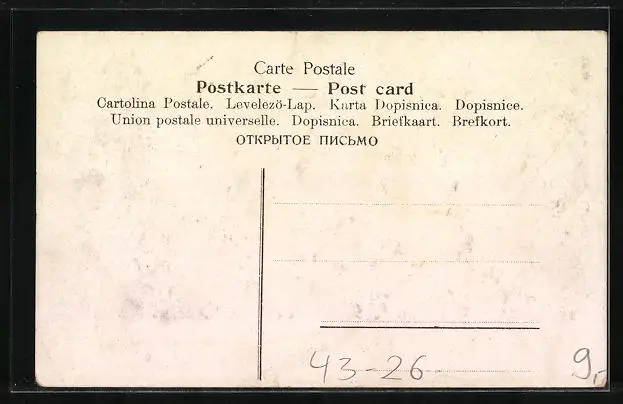 Carte Postale
Postkarte — Post card
Cartolina Postale. Levelező-Lap. Karta Dopisnica. Dopisnice.
Union postale universelle. Dopisnica. Briefkaart. Brefkort.
ОТКРЫТОЕ ПИСЬМО
43-26
9,-